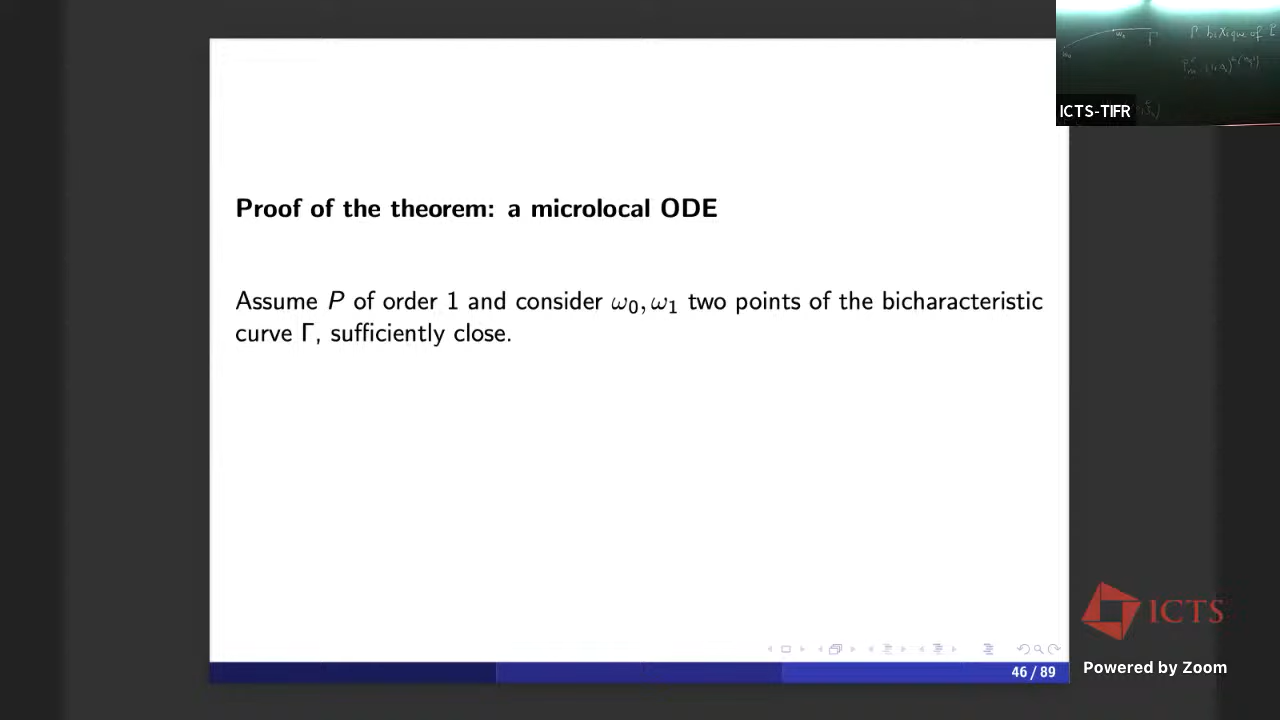 Proof of the theorem: a microlocal ODE
Assume P of order 1 and consider ω₀, ω₁ two points of the bicharacteristic
curve Γ, sufficiently close.
46 / 89
ICTS-TIFR
ICTS
Powered by Zoom